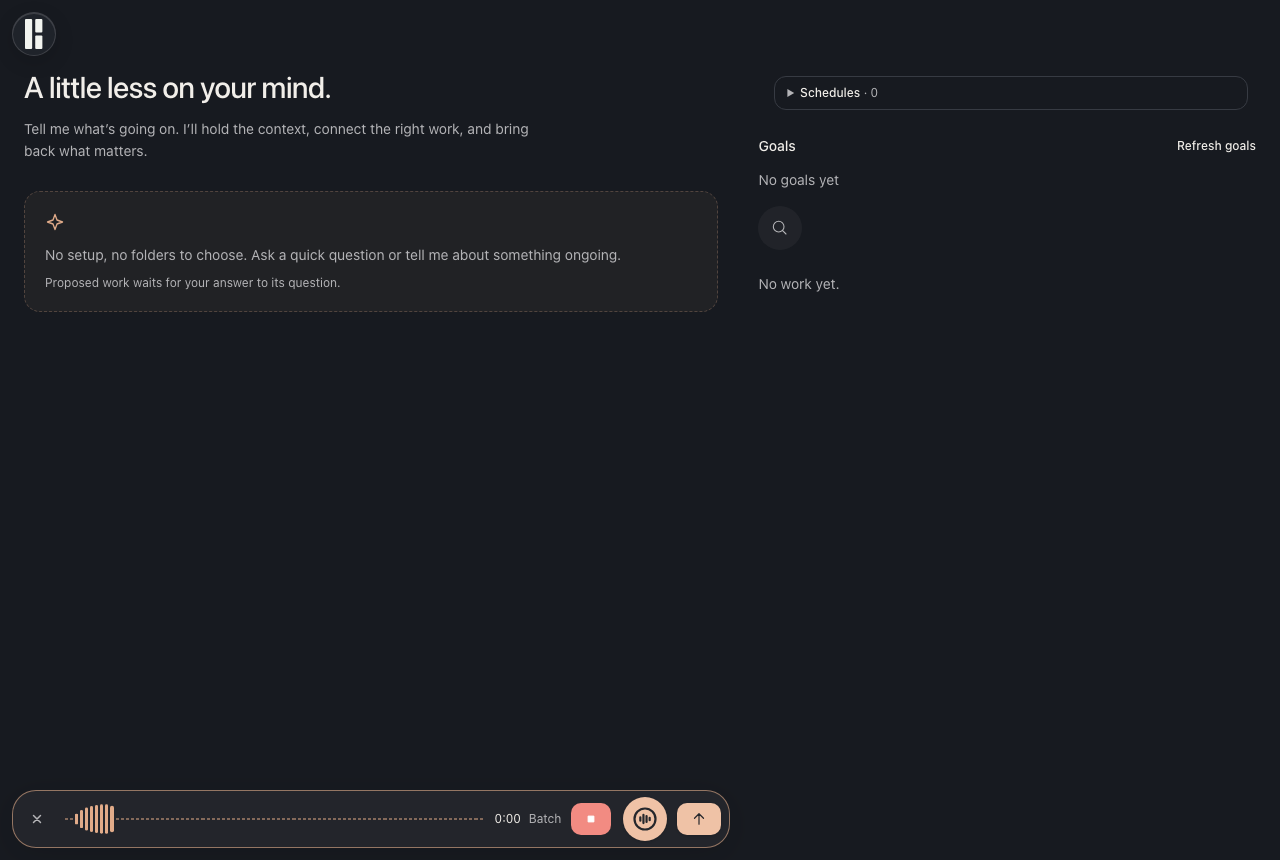 A little less on your mind.
Tell me what’s going on. I’ll hold the context, connect the right work, and bring
back what matters.
No setup, no folders to choose. Ask a quick question or tell me about something ongoing.
Proposed work waits for your answer to its question.
Schedules · 0
Goals
Refresh goals
No goals yet
No work yet.
0:00 Batch